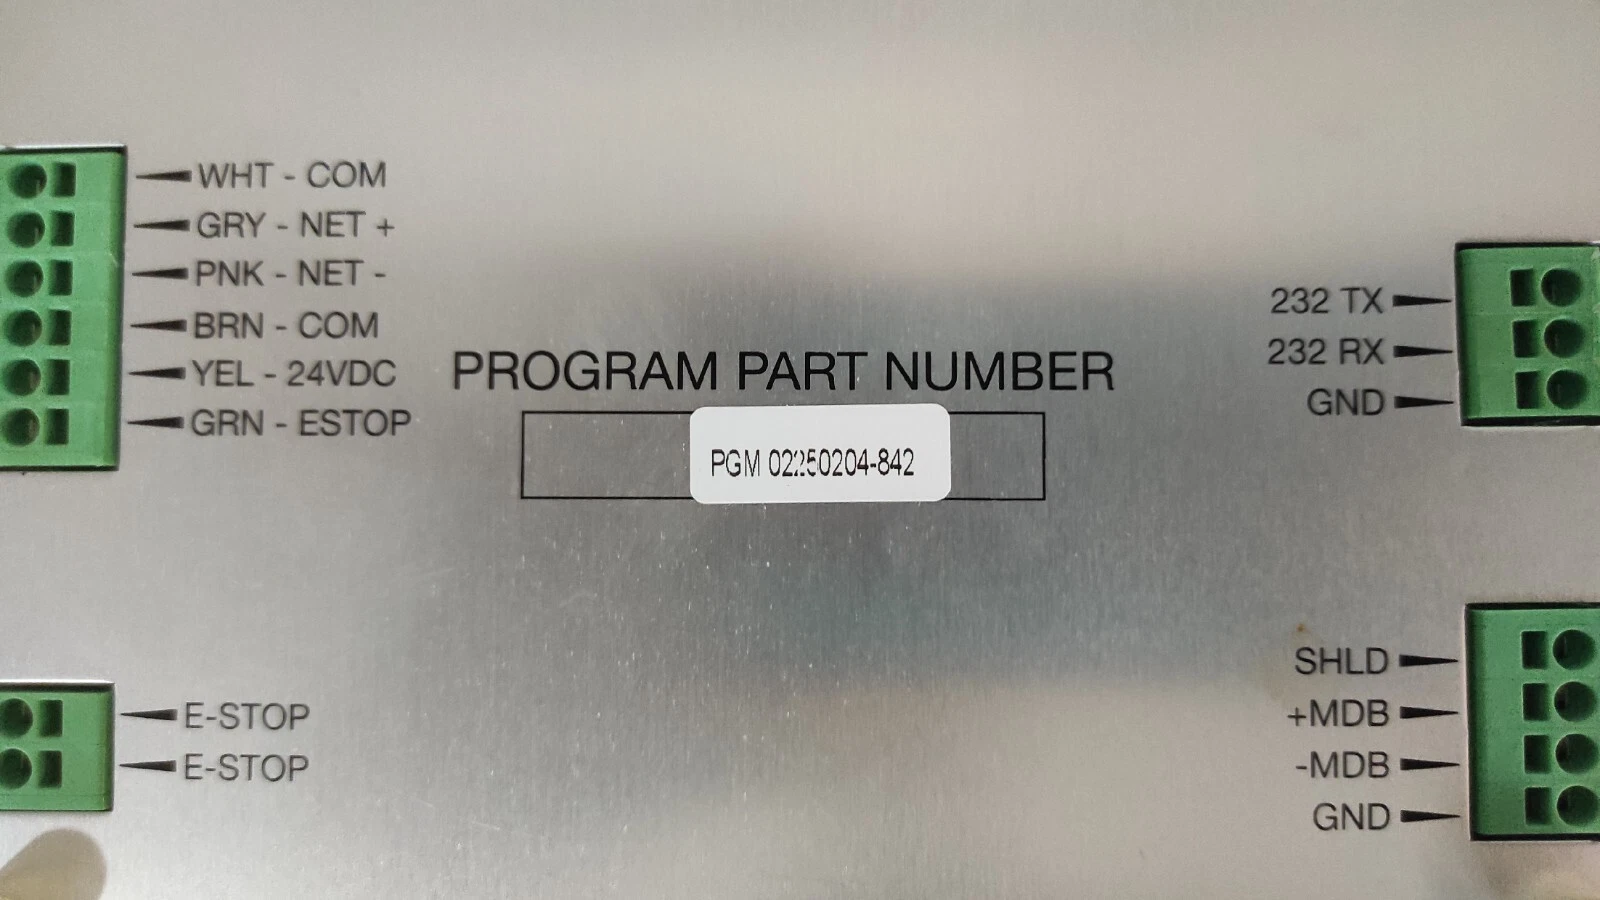 WHT - COM
GRY - NET +
PNK - NET -
BRN - COM
YEL - 24VDC
GRN - ESTOP
PROGRAM PART NUMBER
PGM 02250204-842
232 TX
232 RX
GND
E-STOP
E-STOP
SHLD
+MDB
-MDB
GND